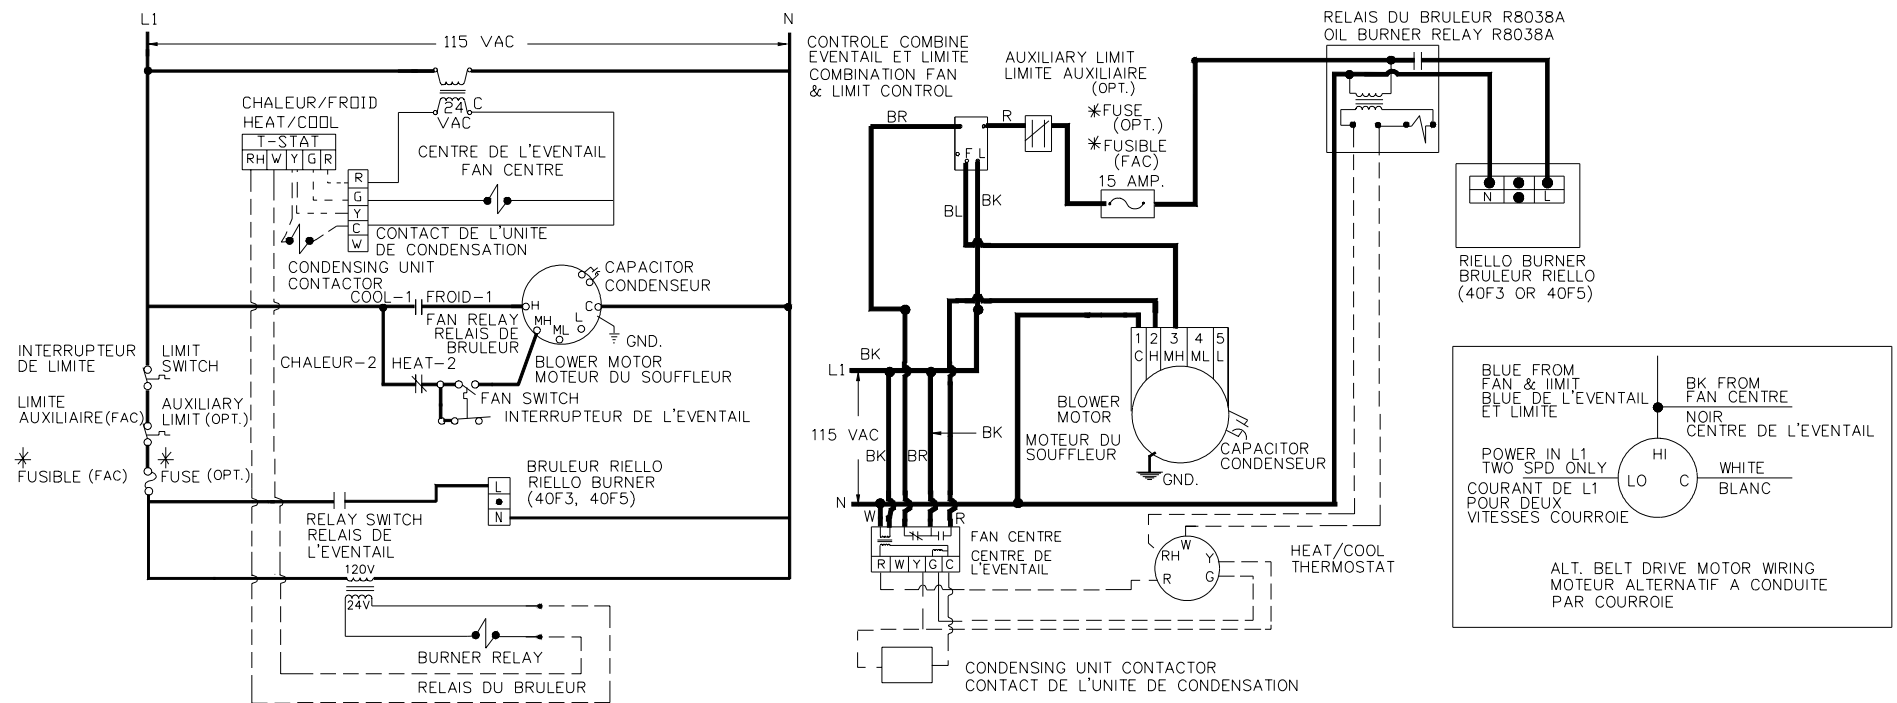 L1
N
115 VAC
24
C
VAC
CHALEUR/FROID
HEAT/COOL
T-STAT
RH W Y G R
CENTRE DE L'EVENTAIL
FAN CENTRE
R
G
Y
C
W
CONTACT DE L'UNITE
DE CONDENSATION
CONDENSING UNIT
CONTACTOR
CAPACITOR
CONDENSEUR
COOL-1
FROID-1
H
C
L
MH
ML
GND.
FAN RELAY
RELAIS DE
BRULEUR
INTERRUPTEUR
DE LIMITE
LIMIT
SWITCH
CHALEUR-2
HEAT-2
BLOWER MOTOR
MOTEUR DU SOUFFLEUR
FAN SWITCH
INTERRUPTEUR DE L'EVENTAIL
LIMITE
AUXILIAIRE (FAC)
AUXILIARY
LIMIT (OPT.)
FUSIBLE (FAC)
FUSE (OPT.)
BRULEUR RIELLO
RIELLO BURNER
(40F3, 40F5)
L
N
RELAY SWITCH
RELAIS DE
L'EVENTAIL
120V
24V
BURNER RELAY
RELAIS DU BRULEUR
CONTROLE COMBINE
EVENTAIL ET LIMITE
COMBINATION FAN
& LIMIT CONTROL
AUXILIARY LIMIT
LIMITE AUXILIAIRE
(OPT.)
BR
R
F L
*FUSE
(OPT.)
*FUSIBLE
(FAC)
15 AMP.
BL
BK
RELAIS DU BRULEUR R8038A
OIL BURNER RELAY R8038A
N
L
RIELLO BURNER
BRULEUR RIELLO
(40F3 OR 40F5)
1 2 3 4 5
C H MH ML L
BK
L1
BLOWER
MOTOR
MOTEUR DU
SOUFFLEUR
CAPACITOR
CONDENSEUR
GND.
115 VAC
BK
BK
BR
N
W
R
FAN CENTRE
CENTRE DE
L'EVENTAIL
R W Y G C
RH
W
Y
R
G
HEAT/COOL
THERMOSTAT
CONDENSING UNIT CONTACTOR
CONTACT DE L'UNITE DE CONDENSATION
BLUE FROM
FAN & lIMIT
BLUE DE L'EVENTAIL
ET LIMITE
BK FROM
FAN CENTRE
NOIR
CENTRE DE L'EVENTAIL
HI
LO
C
POWER IN L1
TWO SPD ONLY
COURANT DE L1
POUR DEUX
VITESSES COURROIE
WHITE
BLANC
ALT. BELT DRIVE MOTOR WIRING
MOTEUR ALTERNATIF A CONDUITE
PAR COURROIE